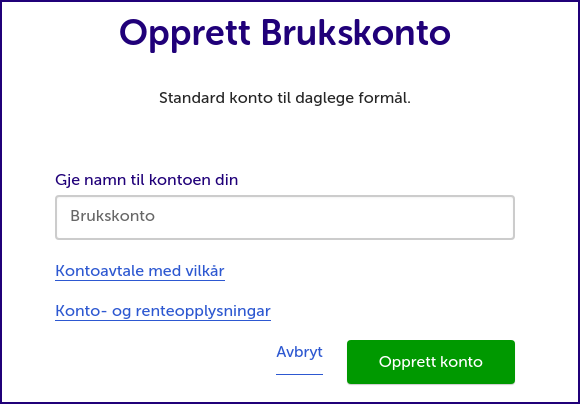 Opprett Brukskonto
Standard konto til daglege formål.
Gje namn til kontoen din
Brukskonto
Kontoavtale med vilkår
Konto- og renteopplysningar
Avbryt
Opprett konto